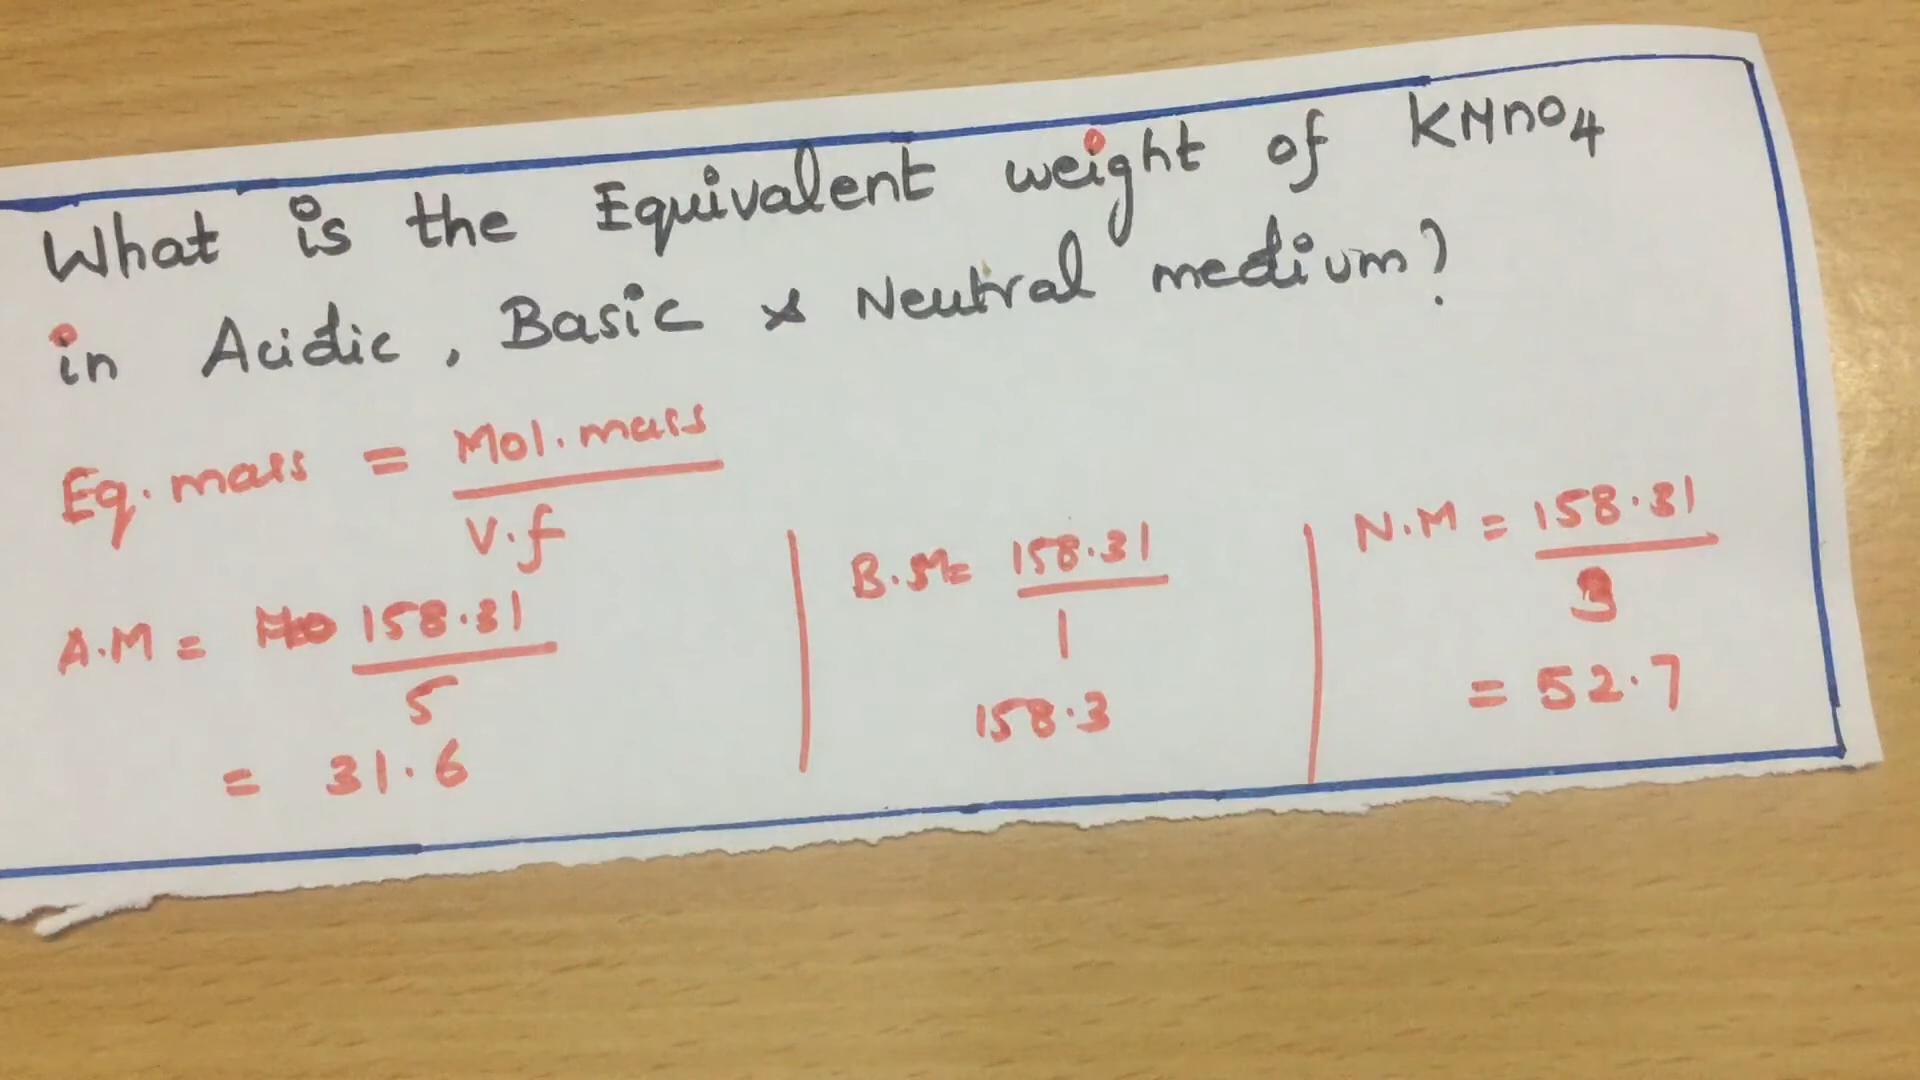 What is the Equivalent weight of KMnO4
in Acidic, Basic & Neutral medium?
Eq. mass = Mol. mass / V.f
A.M = 158.31 / 5
= 31.6
B.M = 158.31 / 1
158.3
N.M = 158.31 / 3
= 52.7